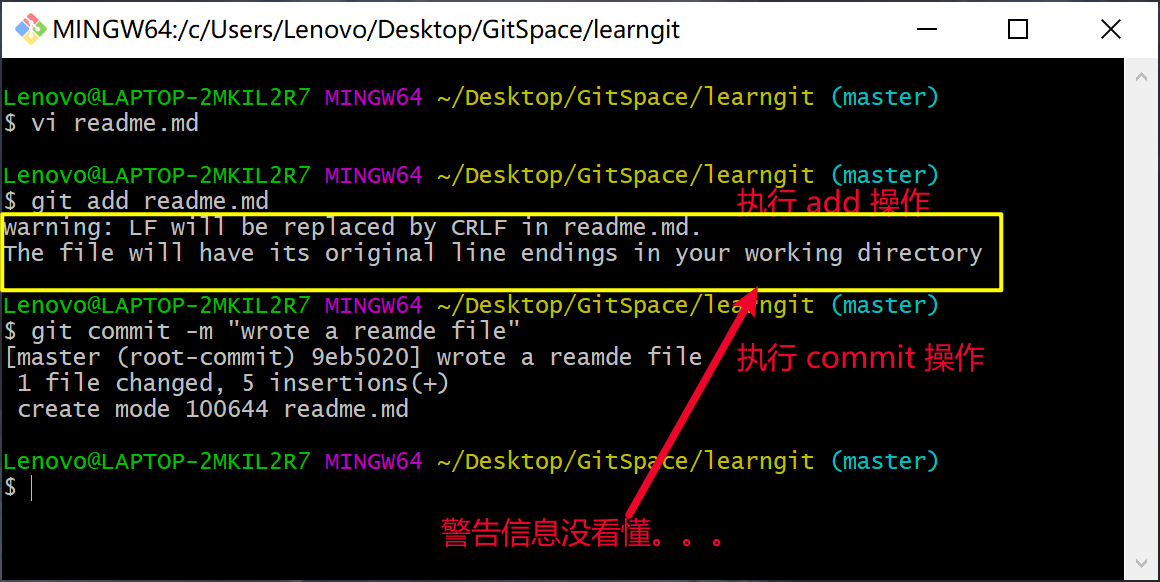 MINGW64:/c/Users/Lenovo/Desktop/GitSpace/learngit
Lenovo@LAPTOP-2MKIL2R7 MINGW64 ~/Desktop/GitSpace/learngit (master)
$ vi readme.md
Lenovo@LAPTOP-2MKIL2R7 MINGW64 ~/Desktop/GitSpace/learngit (master)
$ git add readme.md
执行 add 操作
warning: LF will be replaced by CRLF in readme.md.
The file will have its original line endings in your working directory
Lenovo@LAPTOP-2MKIL2R7 MINGW64 ~/Desktop/GitSpace/learngit (master)
$ git commit -m "wrote a reamde file"
[master (root-commit) 9eb5020] wrote a reamde file
执行 commit 操作
1 file changed, 5 insertions(+)
create mode 100644 readme.md
Lenovo@LAPTOP-2MKIL2R7 MINGW64 ~/Desktop/GitSpace/learngit (master)
$
警告信息没看懂。。。